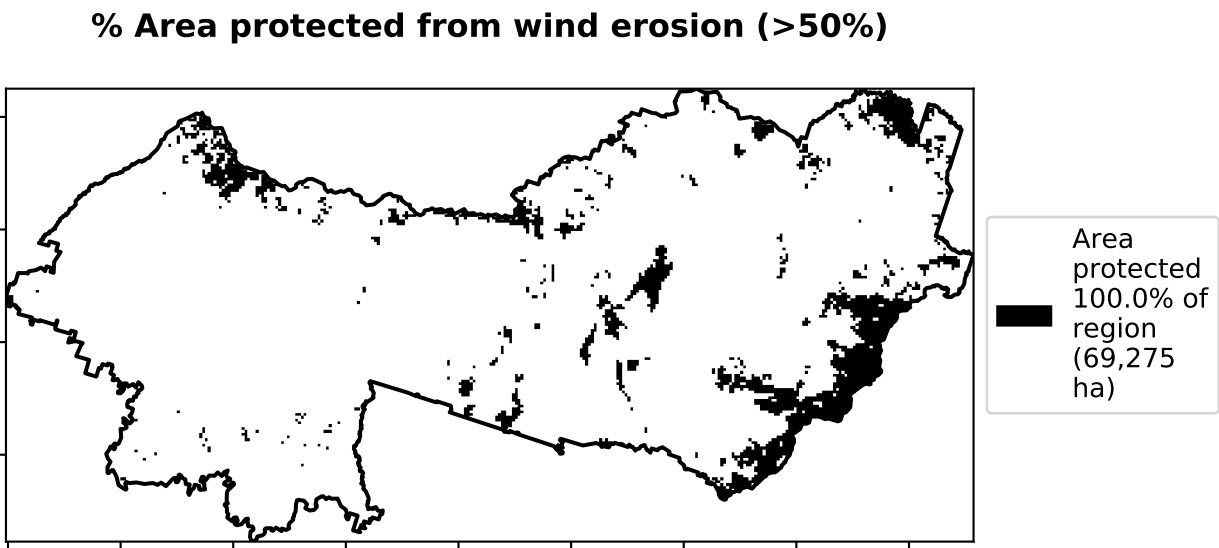 % Area protected from wind erosion (>50%)
Area
protected
100.0% of
region
(69,275
ha)